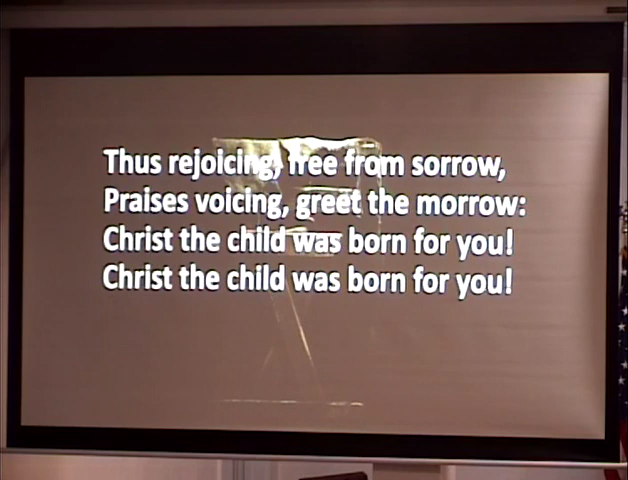 Thus rejoicing, free from sorrow,
Praises voicing, greet the morrow:
Christ the child was born for you!
Christ the child was born for you!